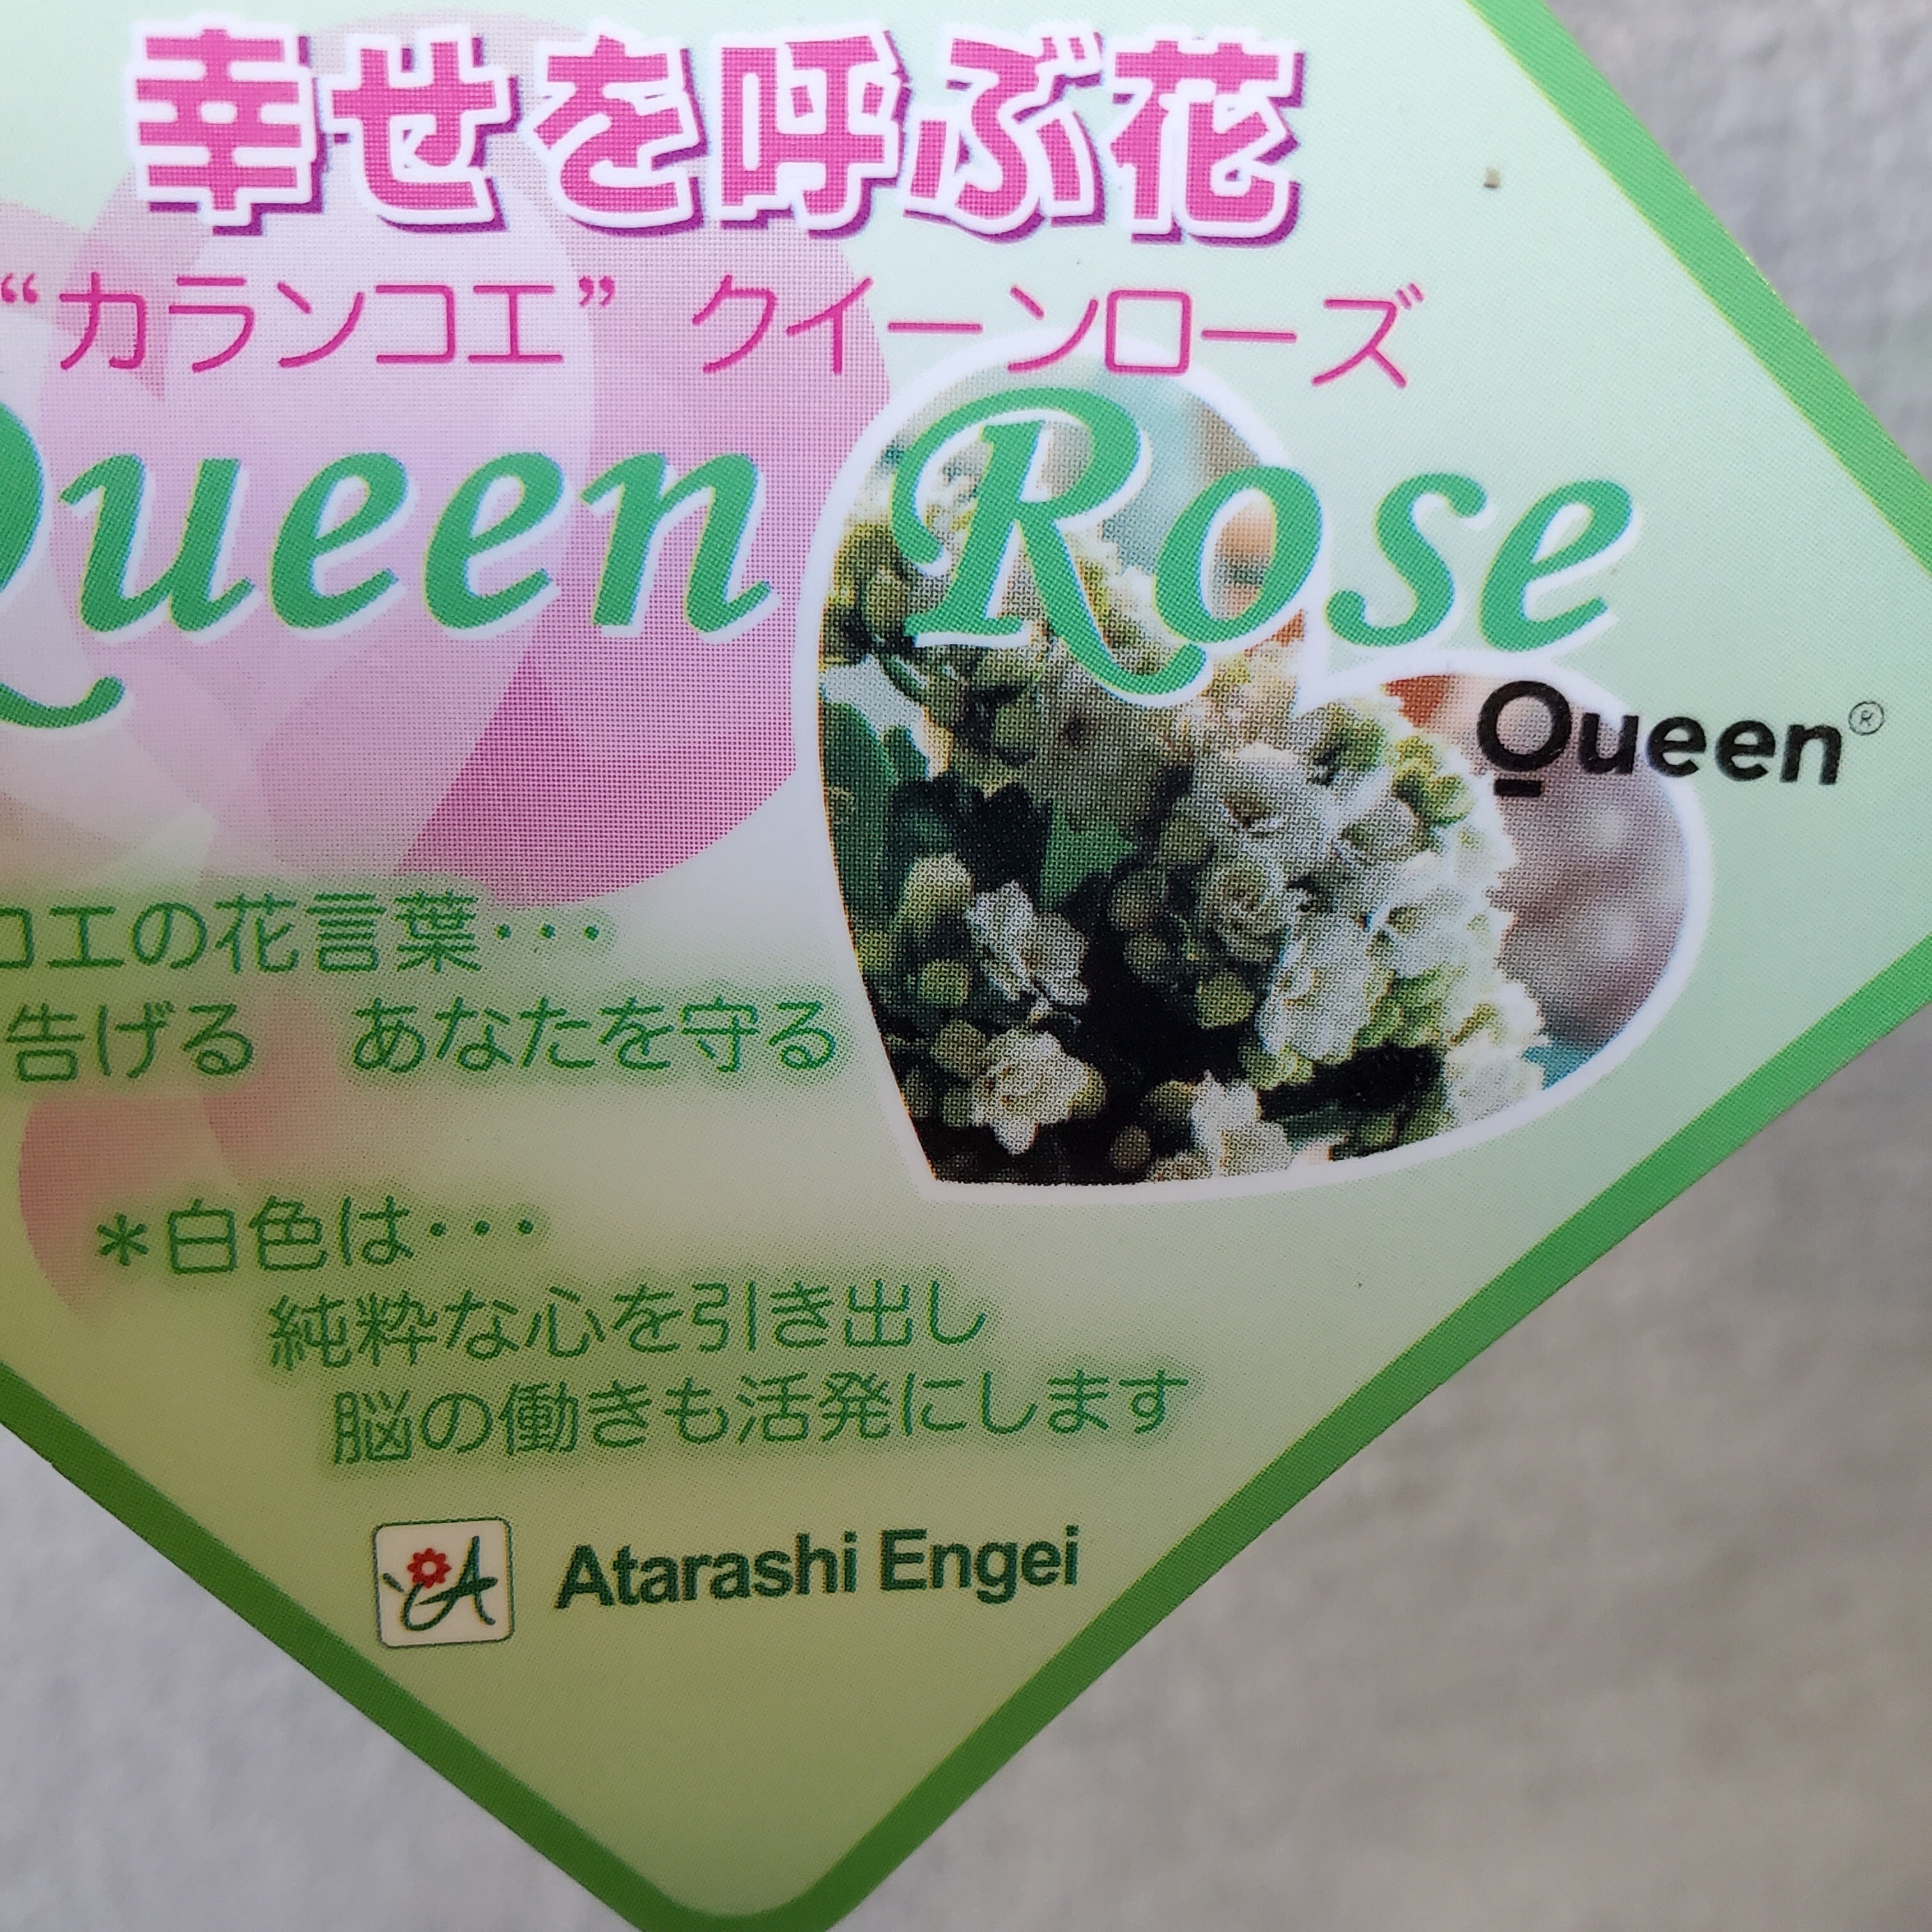 幸せを呼ぶ花
“カランコエ” クイーンローズ
Queen Rose
Queen®
コエの花言葉･･･
告げる　あなたを守る
＊白色は･･･
純粋な心を引き出し
脳の働きも活発にします
Atarashi Engei